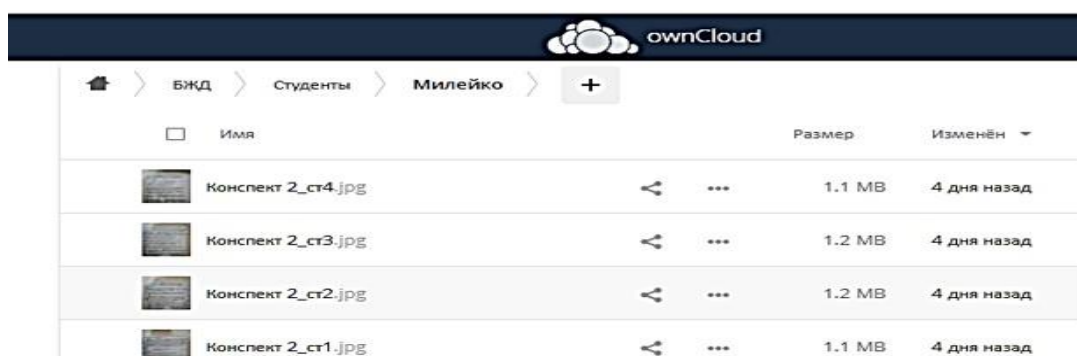 ownCloud
БЖД Студенты Милейко +
Имя Размер Изменён
Конспект 2_ст4.jpg 1.1 MB 4 дня назад
Конспект 2_ст3.jpg 1.2 MB 4 дня назад
Конспект 2_ст2.jpg 1.2 MB 4 дня назад
Конспект 2_ст1.jpg 1.1 MB 4 дня назад